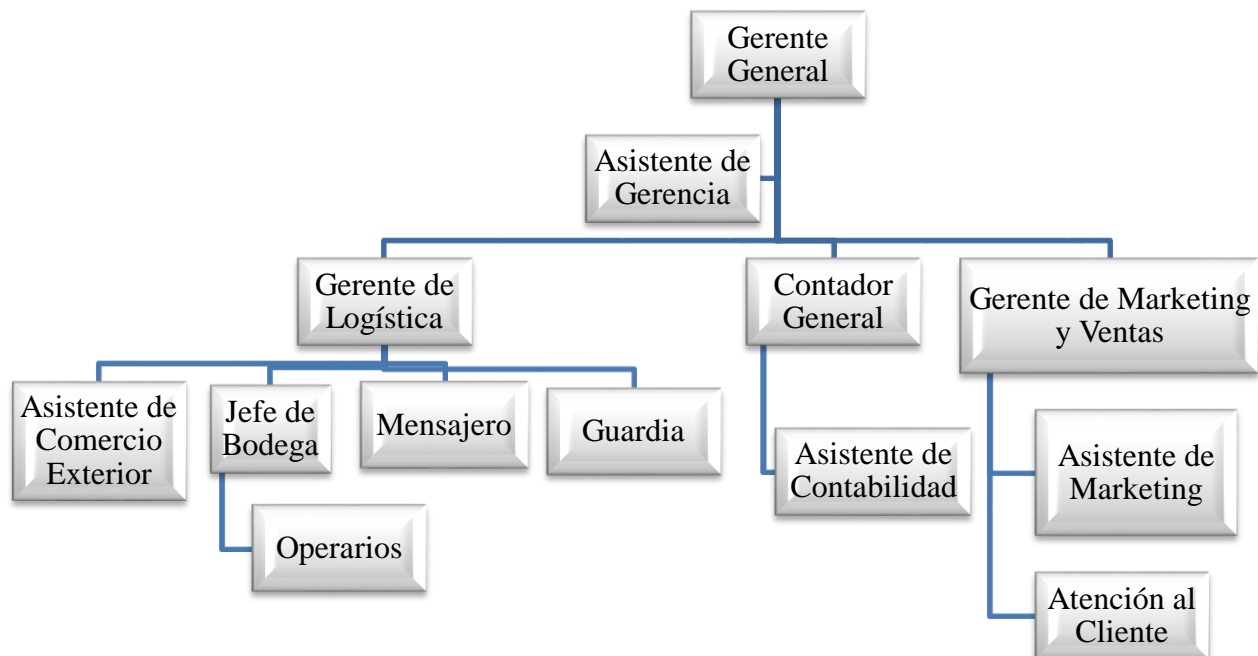 Gerente
General
Asistente de
Gerencia
Gerente de
Logística
Contador
General
Gerente de Marketing
y Ventas
Asistente de
Comercio
Exterior
Jefe de
Bodega
Mensajero
Guardia
Operarios
Asistente de
Contabilidad
Asistente de
Marketing
Atención al
Cliente